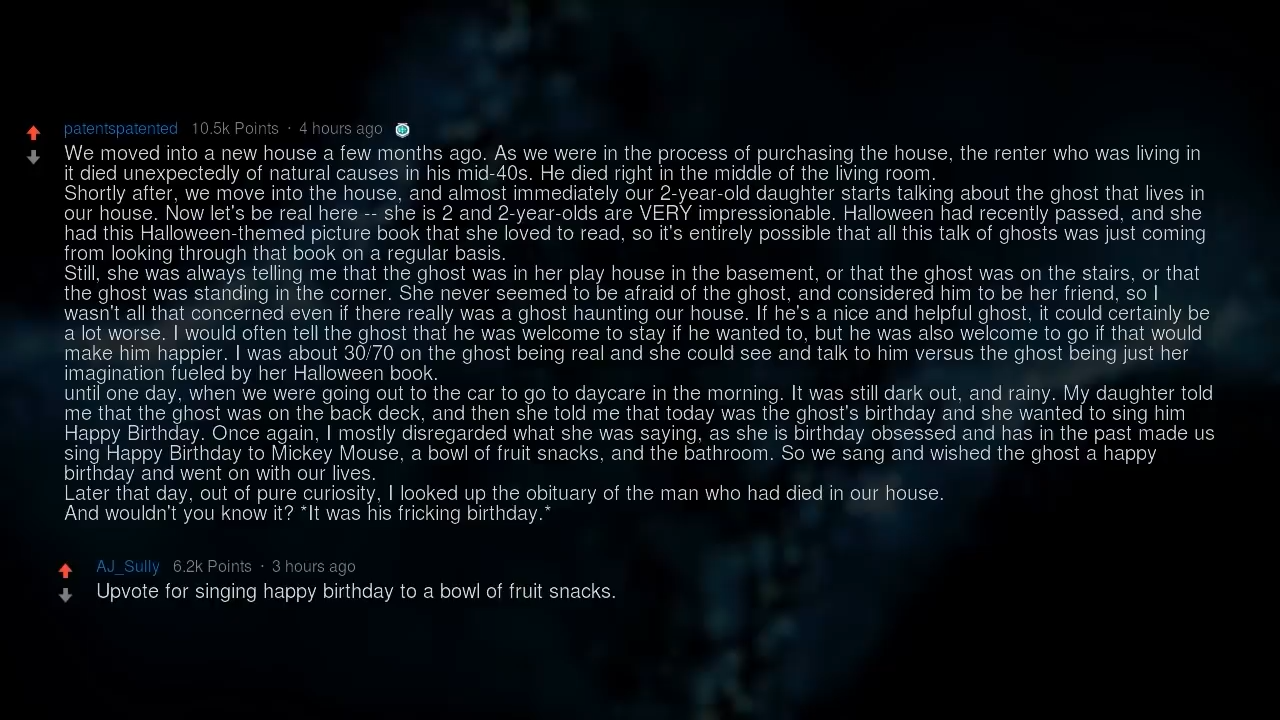 patentspatented 10.5k Points · 4 hours ago
We moved into a new house a few months ago. As we were in the process of purchasing the house, the renter who was living in
it died unexpectedly of natural causes in his mid-40s. He died right in the middle of the living room.
Shortly after, we move into the house, and almost immediately our 2-year-old daughter starts talking about the ghost that lives in
our house. Now let's be real here -- she is 2 and 2-year-olds are VERY impressionable. Halloween had recently passed, and she
had this Halloween-themed picture book that she loved to read, so it's entirely possible that all this talk of ghosts was just coming
from looking through that book on a regular basis.
Still, she was always telling me that the ghost was in her play house in the basement, or that the ghost was on the stairs, or that
the ghost was standing in the corner. She never seemed to be afraid of the ghost, and considered him to be her friend, so I
wasn't all that concerned even if there really was a ghost haunting our house. If he's a nice and helpful ghost, it could certainly be
a lot worse. I would often tell the ghost that he was welcome to stay if he wanted to, but he was also welcome to go if that would
make him happier. I was about 30/70 on the ghost being real and she could see and talk to him versus the ghost being just her
imagination fueled by her Halloween book.
until one day, when we were going out to the car to go to daycare in the morning. It was still dark out, and rainy. My daughter told
me that the ghost was on the back deck, and then she told me that today was the ghost's birthday and she wanted to sing him
Happy Birthday. Once again, I mostly disregarded what she was saying, as she is birthday obsessed and has in the past made us
sing Happy Birthday to Mickey Mouse, a bowl of fruit snacks, and the bathroom. So we sang and wished the ghost a happy
birthday and went on with our lives.
Later that day, out of pure curiosity, I looked up the obituary of the man who had died in our house.
And wouldn't you know it? *It was his fricking birthday.*
AJ_Sully 6.2k Points · 3 hours ago
Upvote for singing happy birthday to a bowl of fruit snacks.